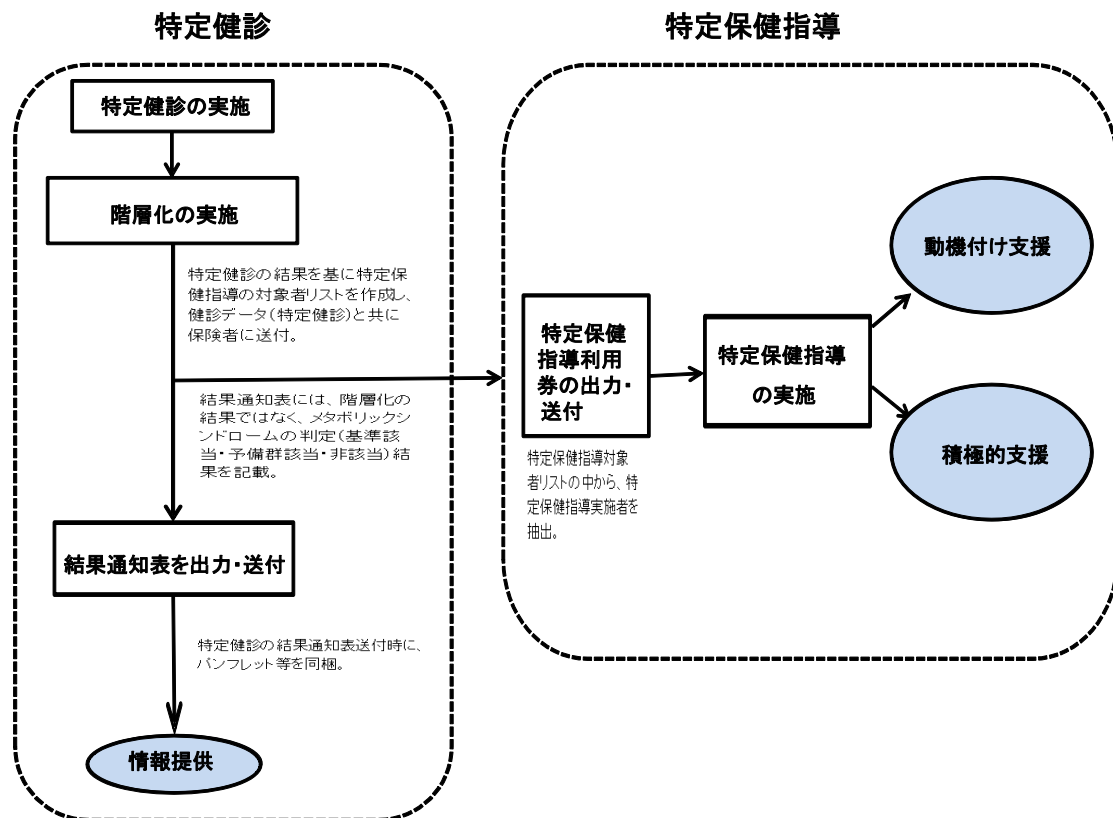 特定健診
特定保健指導
特定健診の実施
階層化の実施
特定健診の結果を基に特定保
健指導の対象者リストを作成し、
健診データ(特定健診)と共に
保険者に送付。
結果通知表には、階層化の
結果ではなく、メタボリックシ
ンドロームの判定(基準該
当・予備群該当・非該当)結
果を記載。
結果通知表を出力・送付
特定健診の結果通知表送付時に、
パンフレット等を同梱。
情報提供
特定保健
指導利用
券の出力・
送付
特定保健指導対象
者リストの中から、特
定保健指導実施者を
抽出。
特定保健指導
の実施
動機付け支援
積極的支援